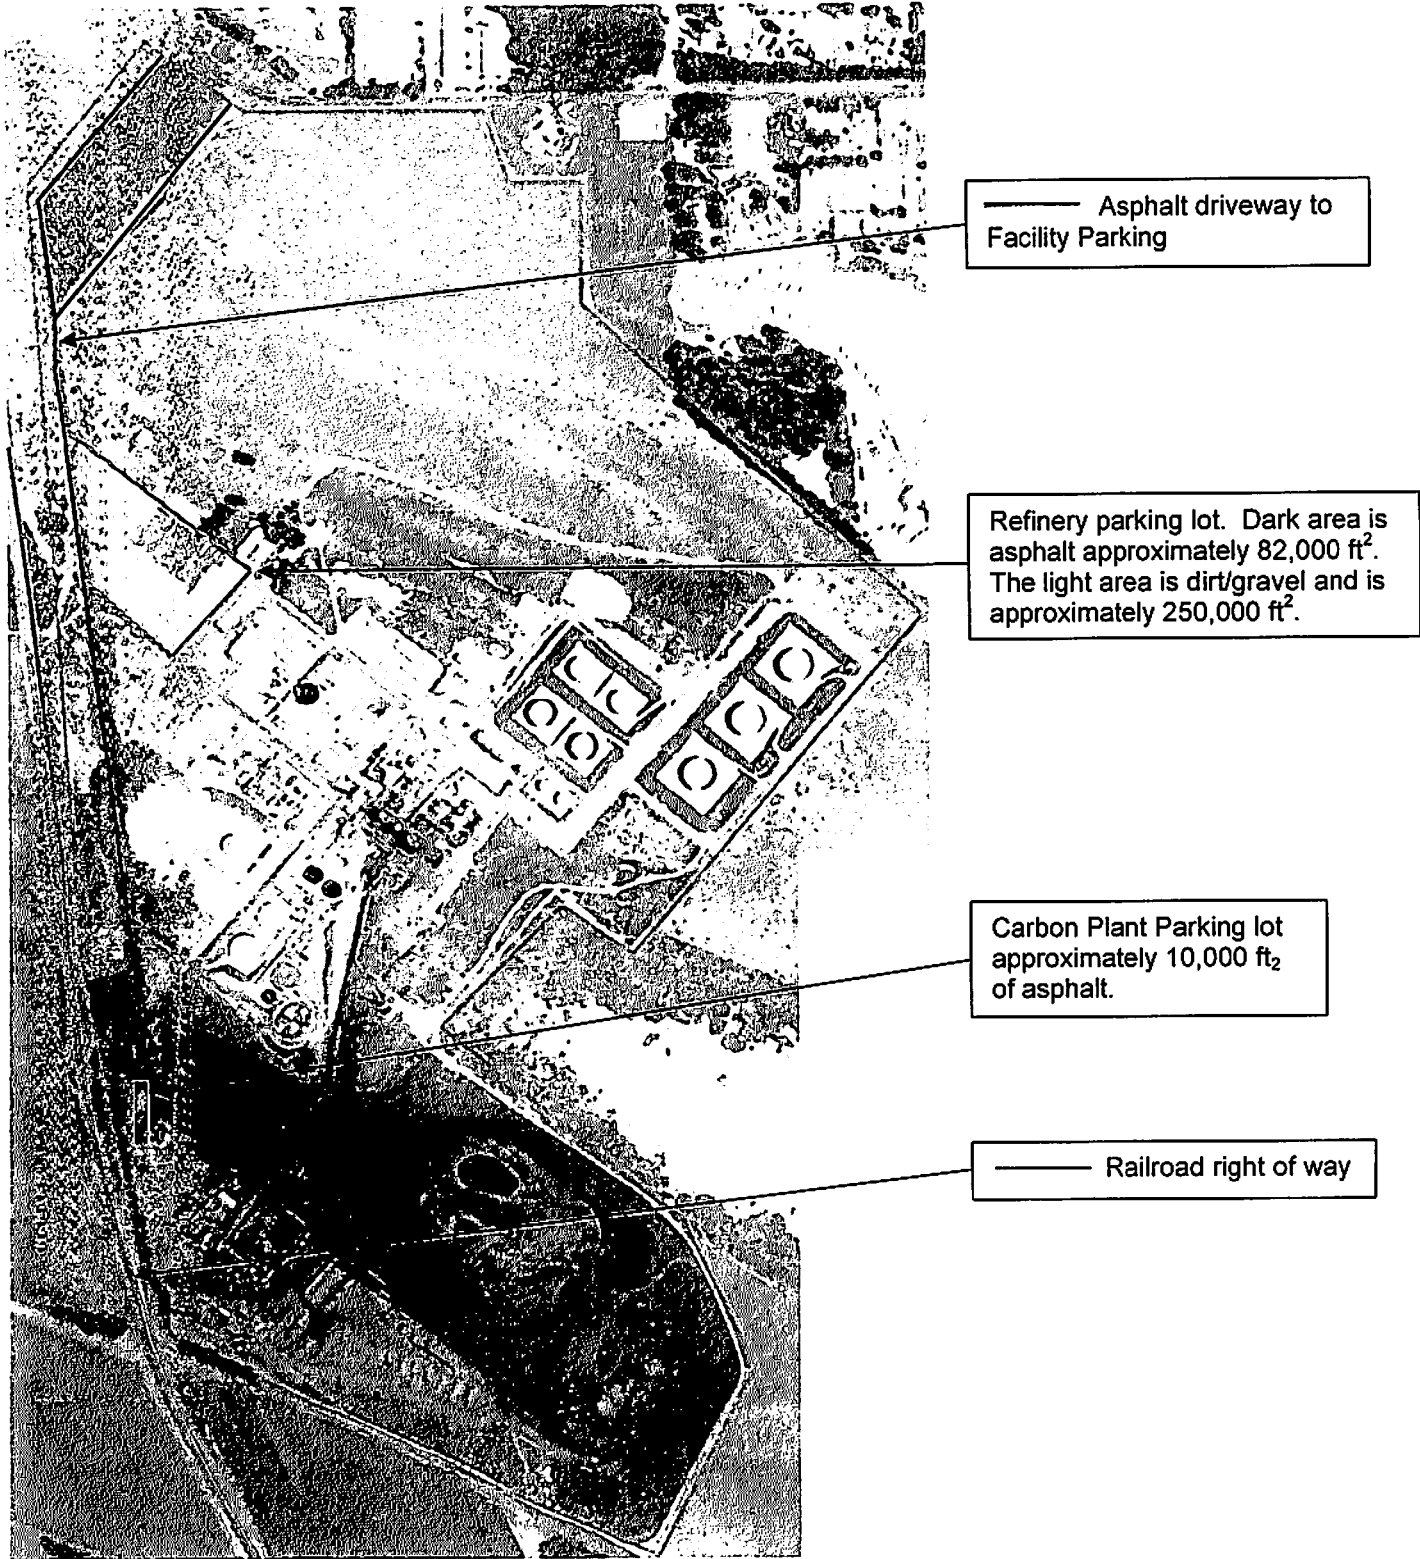 Asphalt driveway to
Facility Parking
Refinery parking lot. Dark area is
asphalt approximately 82,000 ft².
The light area is dirt/gravel and is
approximately 250,000 ft².
Carbon Plant Parking lot
approximately 10,000 ft₂
of asphalt.
Railroad right of way